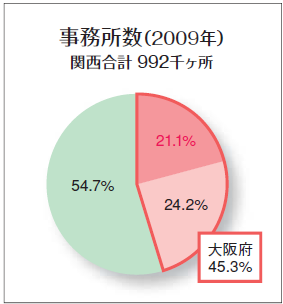 事務所数(2009年)
関西合計 992千ヶ所
21.1%
54.7%
24.2%
大阪府
45.3%